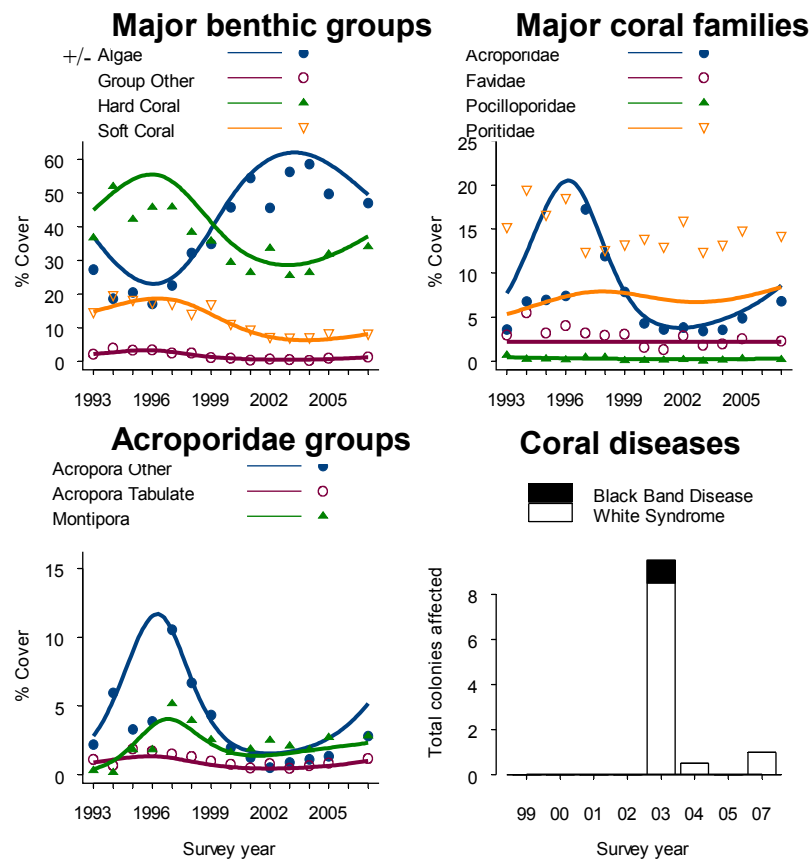 Major benthic groups
+/- Algae
Group Other
Hard Coral
Soft Coral
60
50
40
30
20
10
0
% Cover
1993 1996 1999 2002 2005
Major coral families
Acroporidae
Favidae
Pocilloporidae
Poritidae
25
20
15
10
5
0
% Cover
1993 1996 1999 2002 2005
Acroporidae groups
Acropora Other
Acropora Tabulate
Montipora
15
10
5
0
% Cover
1993 1996 1999 2002 2005
Survey year
Coral diseases
Black Band Disease
White Syndrome
8
6
4
2
0
Total colonies affected
99 00 01 02 03 04 05 07
Survey year